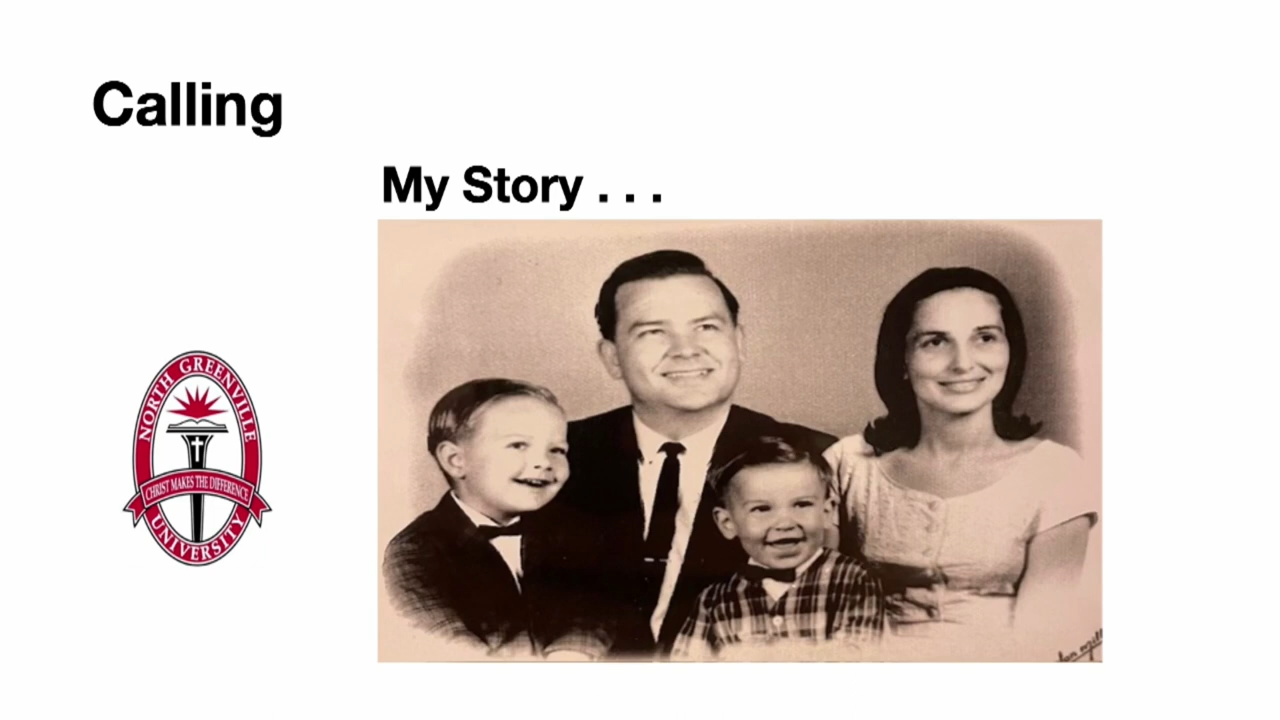 Calling
My Story . . .
NORTH GREENVILLE
CHRIST MAKES THE DIFFERENCE
UNIVERSITY